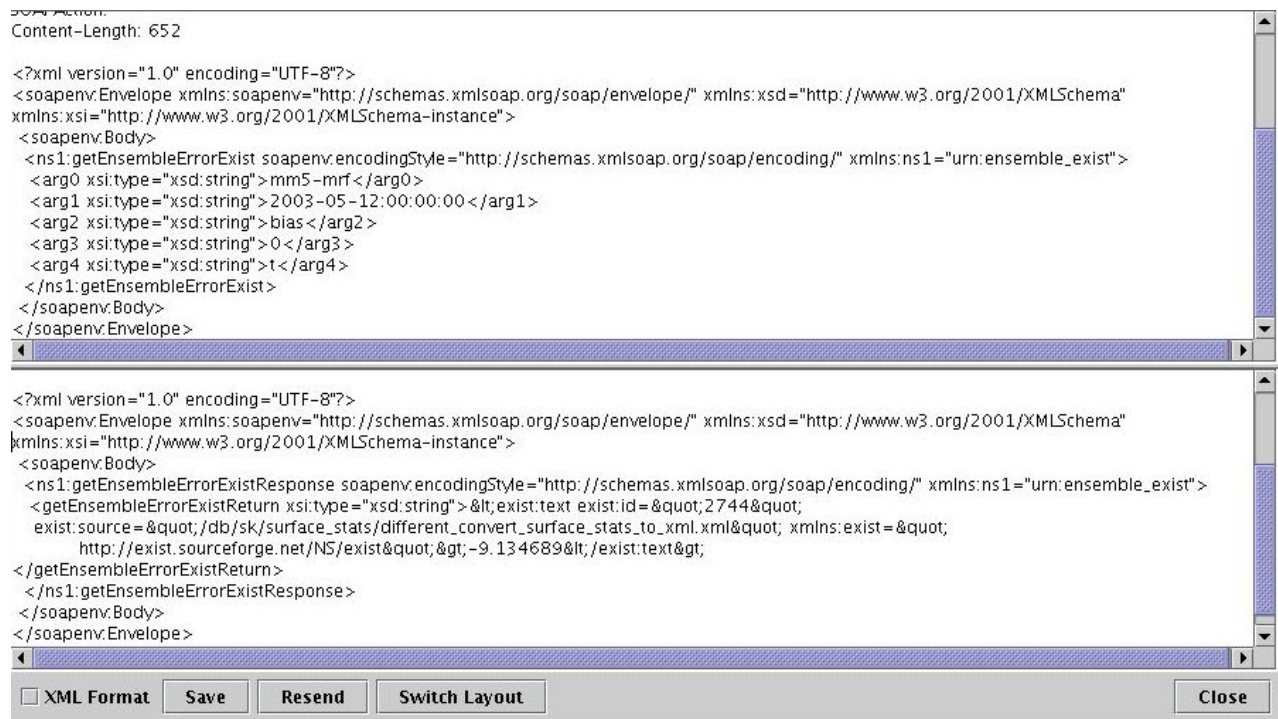 SOAPAction:
Content-Length: 652
<?xml version="1.0" encoding="UTF-8"?>
<soapenv:Envelope xmlns:soapenv="http://schemas.xmlsoap.org/soap/envelope/" xmlns:xsd="http://www.w3.org/2001/XMLSchema"
xmlns:xsi="http://www.w3.org/2001/XMLSchema-instance">
<soapenv:Body>
<ns1:getEnsembleErrorExist soapenv:encodingStyle="http://schemas.xmlsoap.org/soap/encoding/" xmlns:ns1="urn:ensemble_exist">
<arg0 xsi:type="xsd:string">mm5-mrf</arg0>
<arg1 xsi:type="xsd:string">2003-05-12:00:00:00</arg1>
<arg2 xsi:type="xsd:string">bias</arg2>
<arg3 xsi:type="xsd:string">0</arg3>
<arg4 xsi:type="xsd:string">t</arg4>
</ns1:getEnsembleErrorExist>
</soapenv:Body>
</soapenv:Envelope>
<?xml version="1.0" encoding="UTF-8"?>
<soapenv:Envelope xmlns:soapenv="http://schemas.xmlsoap.org/soap/envelope/" xmlns:xsd="http://www.w3.org/2001/XMLSchema"
xmlns:xsi="http://www.w3.org/2001/XMLSchema-instance">
<soapenv:Body>
<ns1:getEnsembleErrorExistResponse soapenv:encodingStyle="http://schemas.xmlsoap.org/soap/encoding/" xmlns:ns1="urn:ensemble_exist">
<getEnsembleErrorExistReturn xsi:type="xsd:string">&lt;exist:text exist:id=&quot;2744&quot;
exist:source=&quot;/db/sk/surface_stats/different_convert_surface_stats_to_xml.xml&quot; xmlns:exist=&quot;
http://exist.sourceforge.net/NS/exist&quot;&gt;-9.134689&lt;/exist:text&gt;
</getEnsembleErrorExistReturn>
</ns1:getEnsembleErrorExistResponse>
</soapenv:Body>
</soapenv:Envelope>
XML Format Save Resend Switch Layout Close